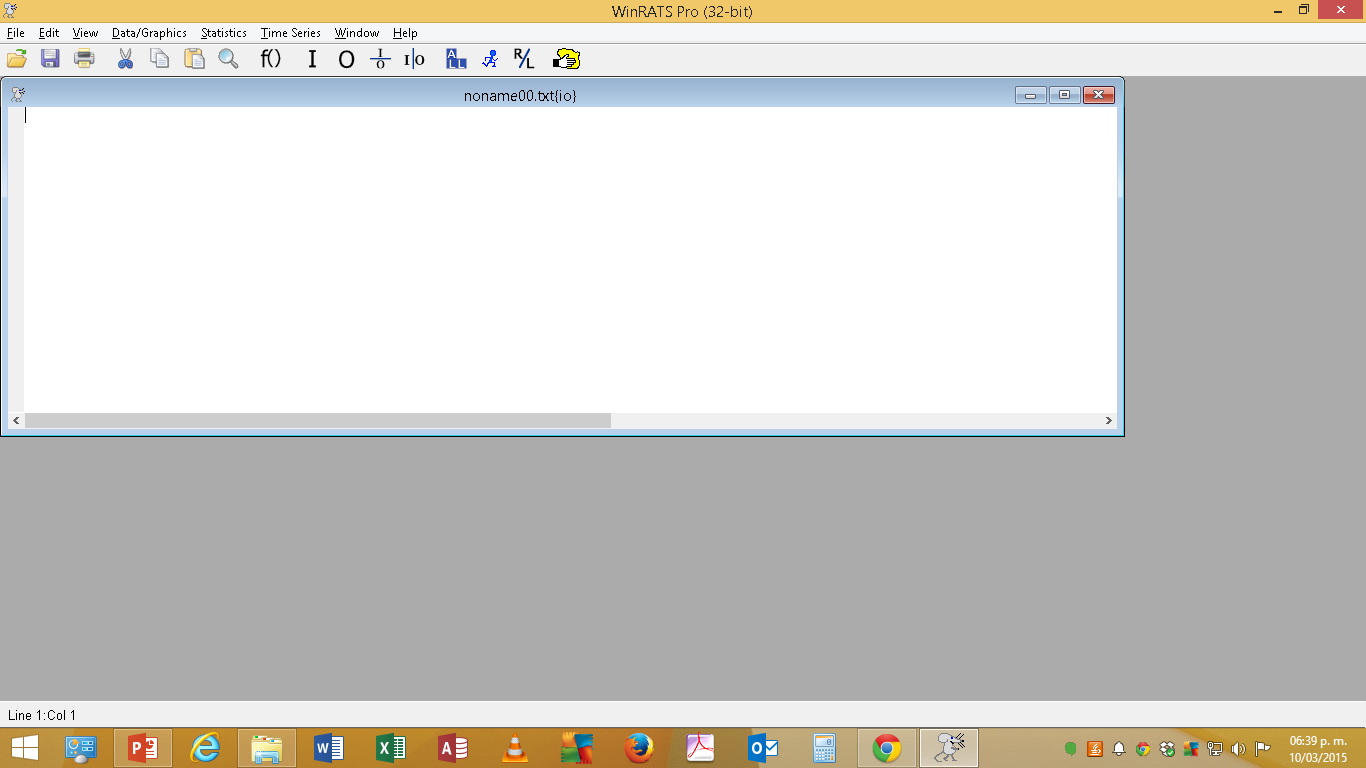 WinRATS Pro (32-bit)
File Edit View Data/Graphics Statistics Time Series Window Help
f() I O I/O I|O ALL R/L
noname00.txt{io}
Line 1:Col 1
06:39 p. m.
10/03/2015